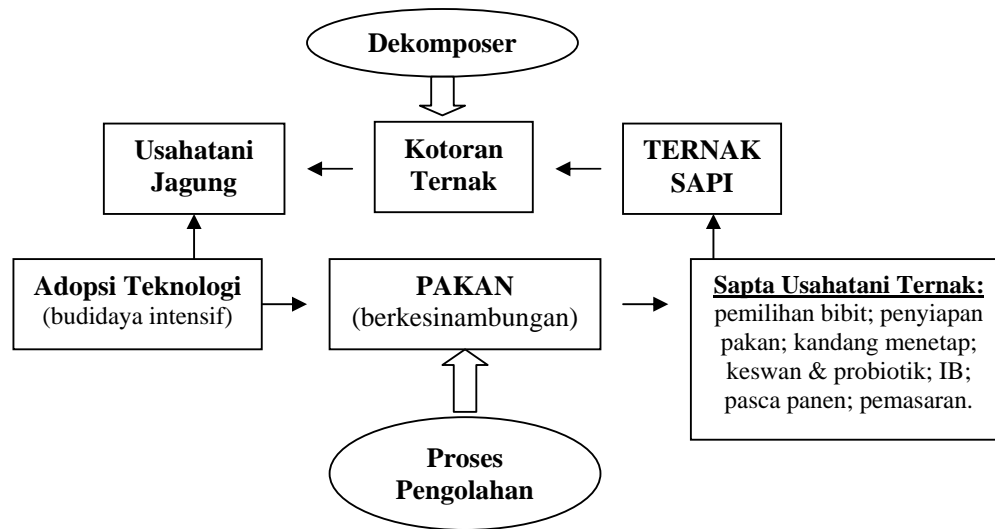 Dekomposer
Usahatani
Jagung
Kotoran
Ternak
TERNAK
SAPI
Adopsi Teknologi
(budidaya intensif)
PAKAN
(berkesinambungan)
Sapta Usahatani Ternak:
pemilihan bibit; penyiapan
pakan; kandang menetap;
keswan & probiotik; IB;
pasca panen; pemasaran.
Proses
Pengolahan